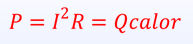 P = I²R = Qcalor